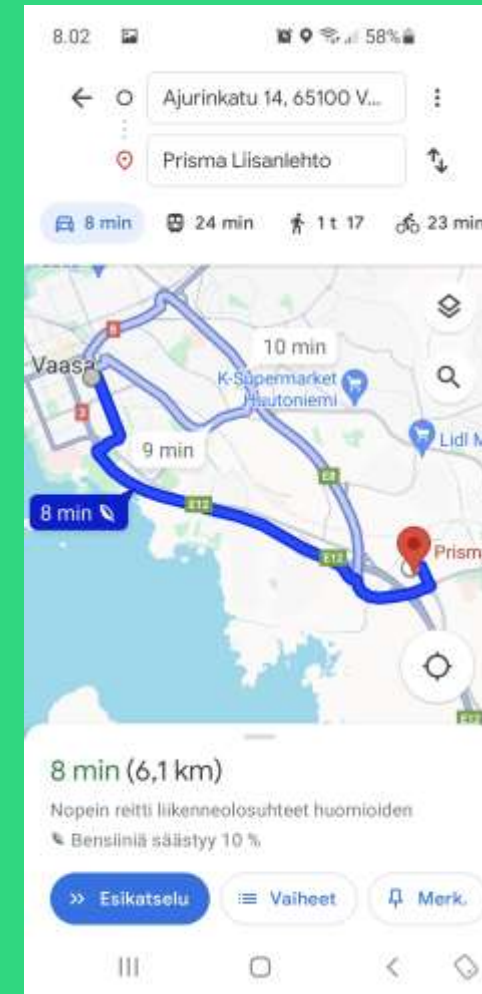 8.02 58%
Ajurinkatu 14, 65100 V...
Prisma Liisanlehto
8 min 24 min 1 t 17 23 min
10 min
Vaasa
K-Supermarket
Huutoniemi
Lidl M
9 min
E8
8 min
E12
E12
Prism
E12
8 min (6,1 km)
Nopein reitti liikenneolosuhteet huomioiden
Bensiiniä säästyy 10 %
Esikatselu Vaiheet Merk.